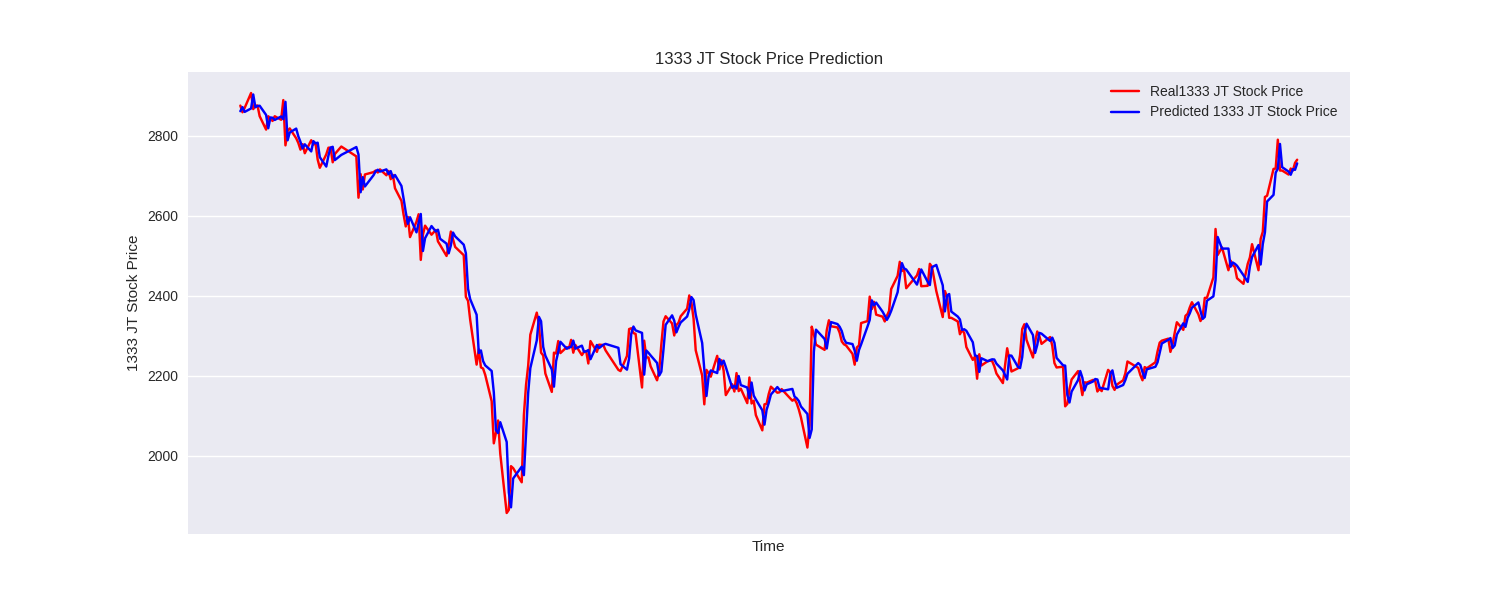 1333 JT Stock Price Prediction
Real1333 JT Stock Price
Predicted 1333 JT Stock Price
2800
2600
2400
2200
2000
1333 JT Stock Price
Time